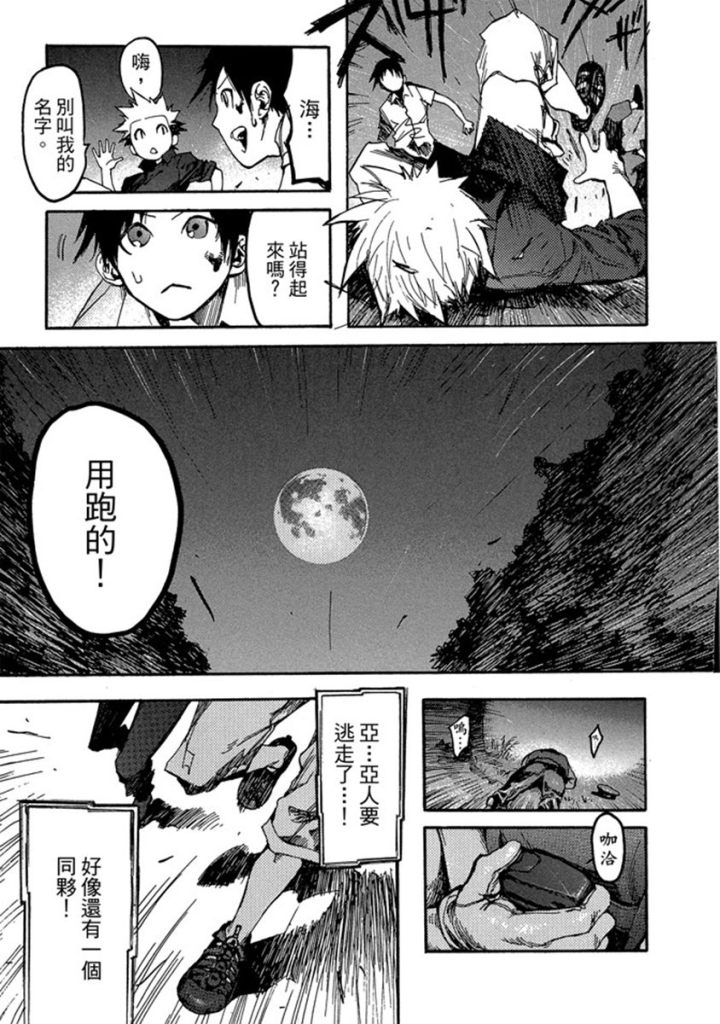 海⋯
嗨，
別叫我的
名字。
站得起
來嗎？
用跑的！
嗚⋯
咖洽
亞⋯亞人要
逃走了⋯！
好像還有一個
同夥！